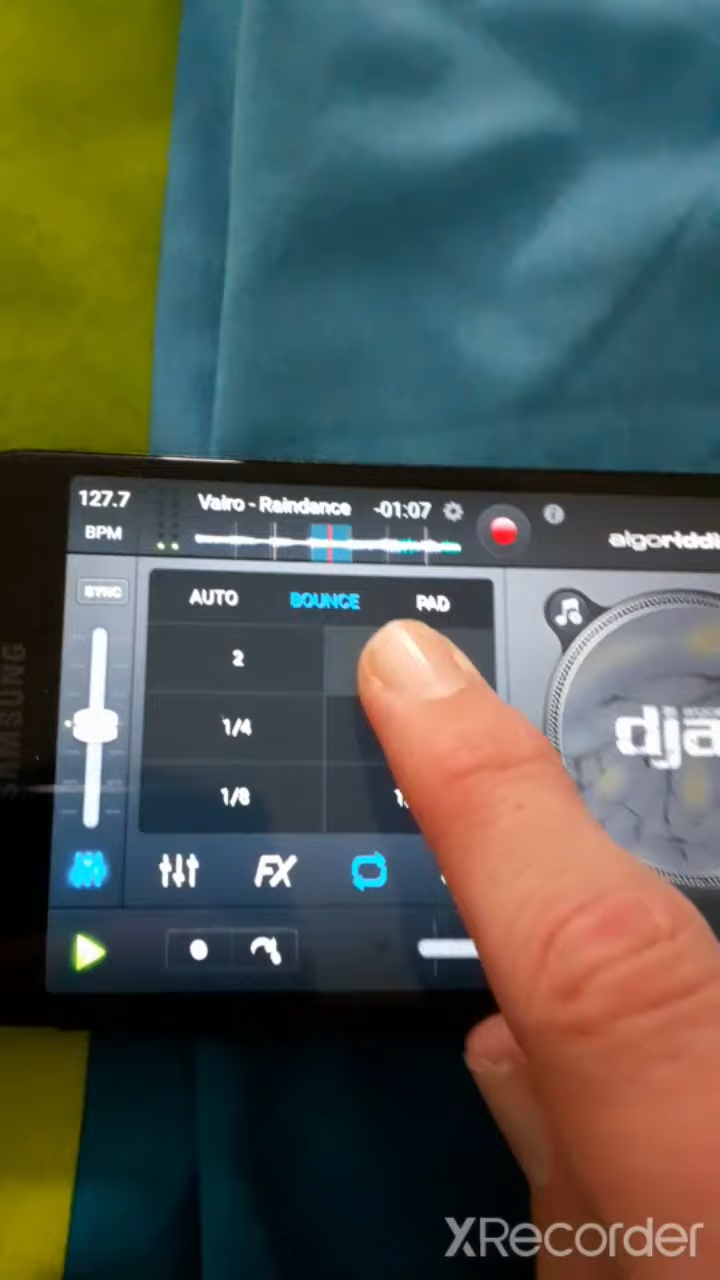 127.7
BPM
Vairo - Raindance -01:07
algoriddi
SYNC
AUTO BOUNCE PAD
2
1/4
1/8
FX
SAMSUNG
XRecorder